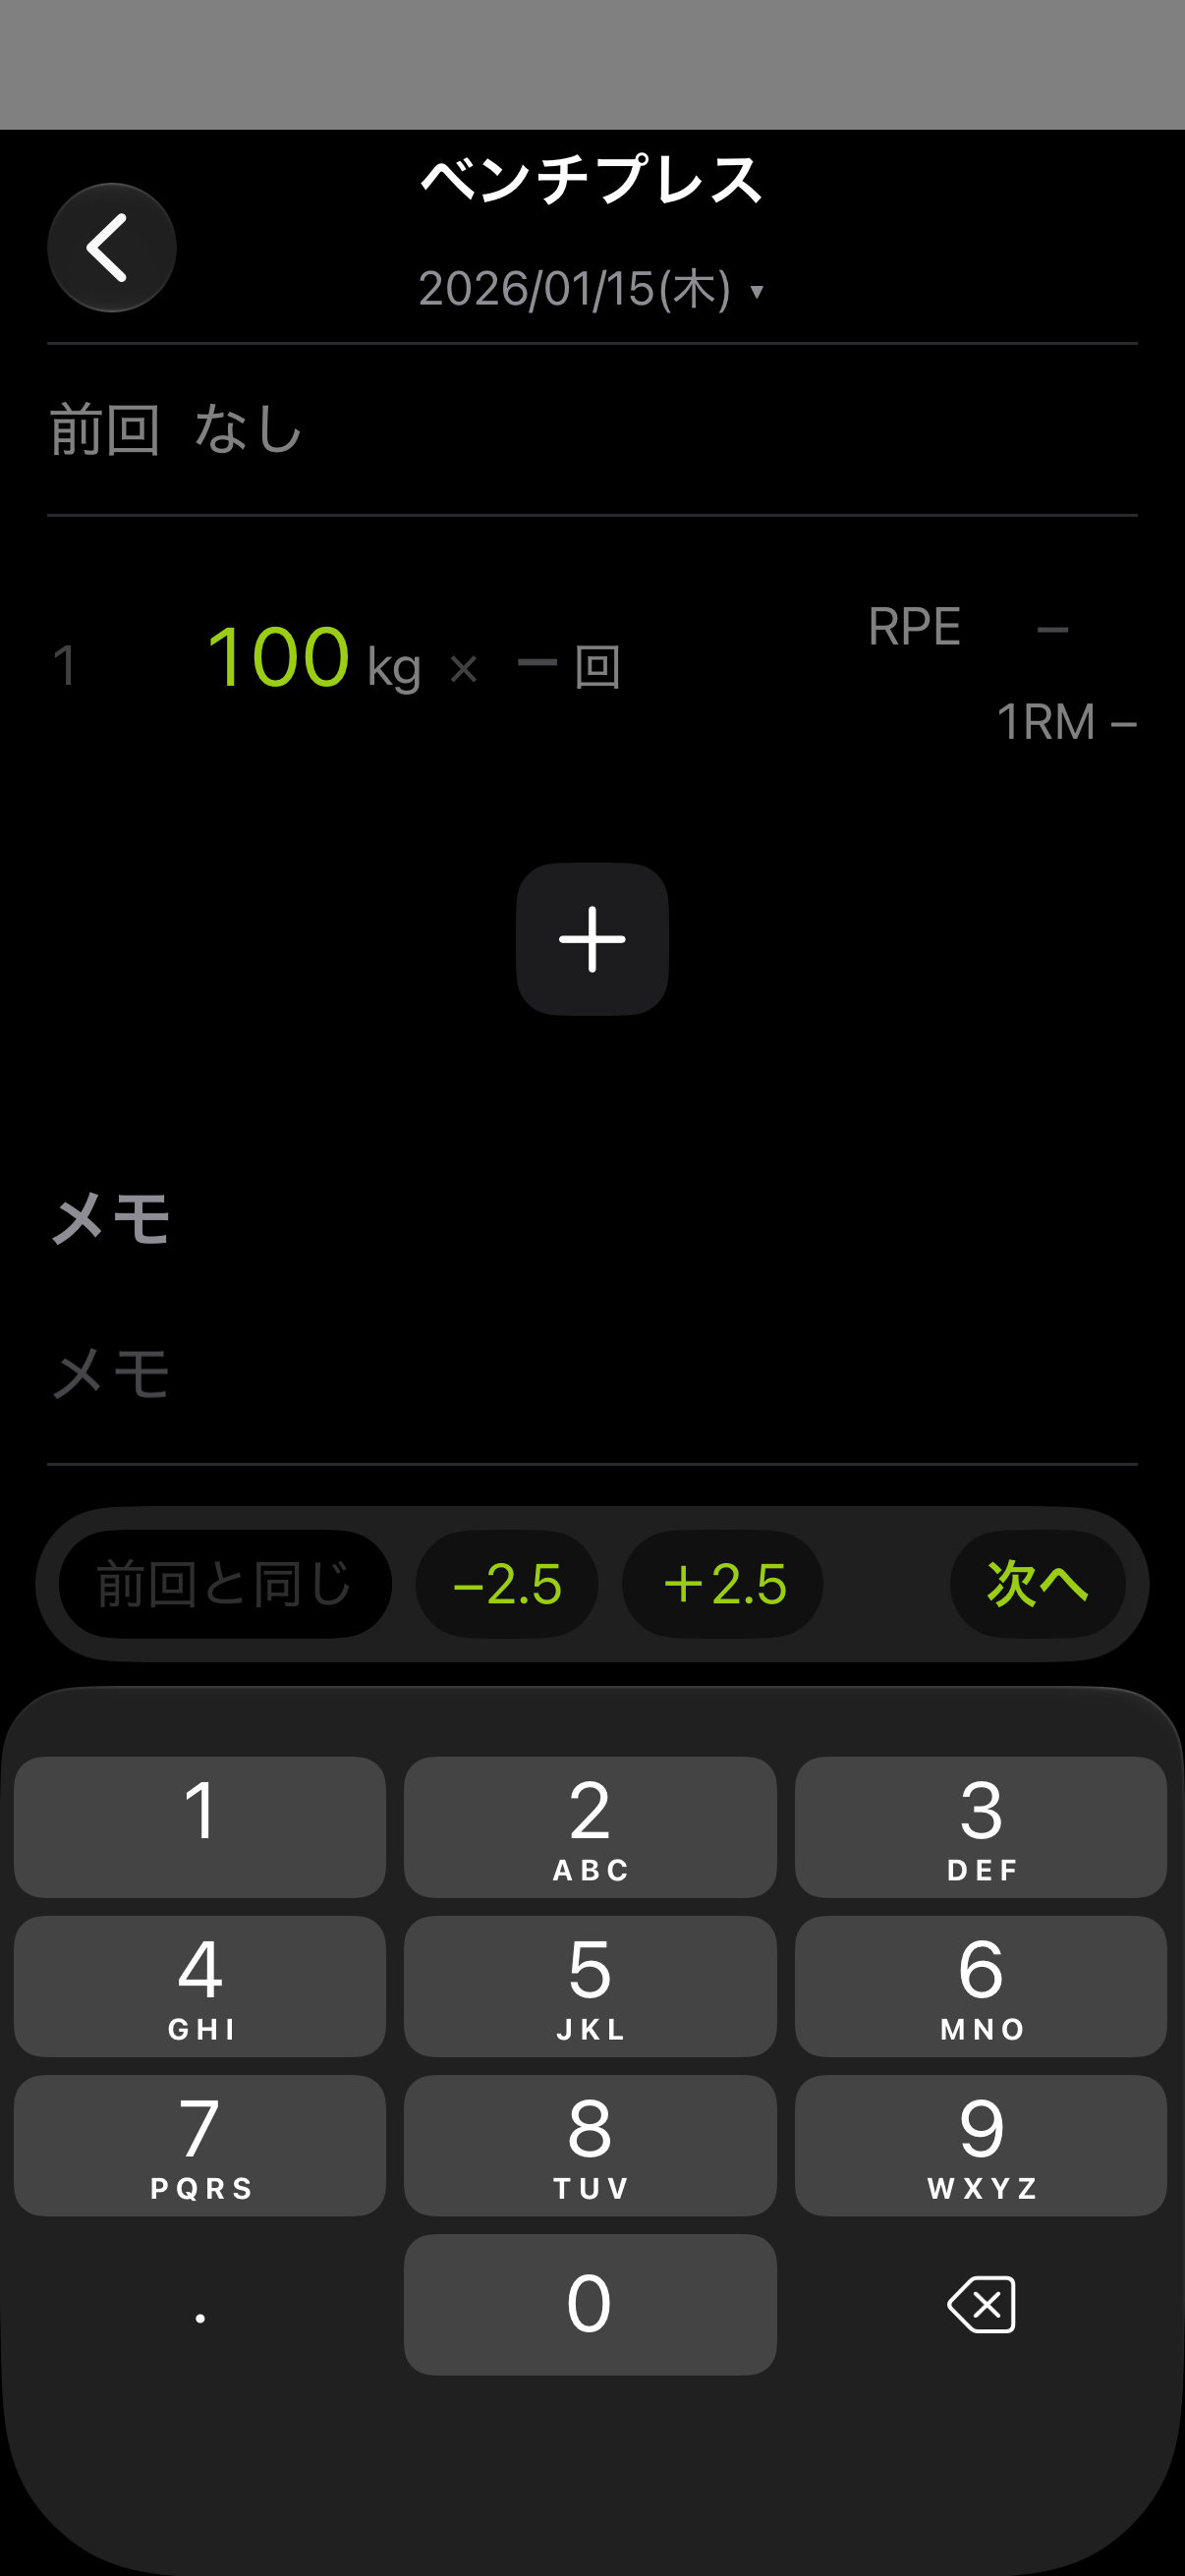 ベンチプレス
2026/01/15(木) ▼
前回 なし
RPE –
1 100 kg × – 回
1RM –
メモ
メモ
前回と同じ –2.5 +2.5 次へ
1 2 3
ABC DEF
4 5 6
GHI JKL MNO
7 8 9
PQRS TUV WXYZ
. 0